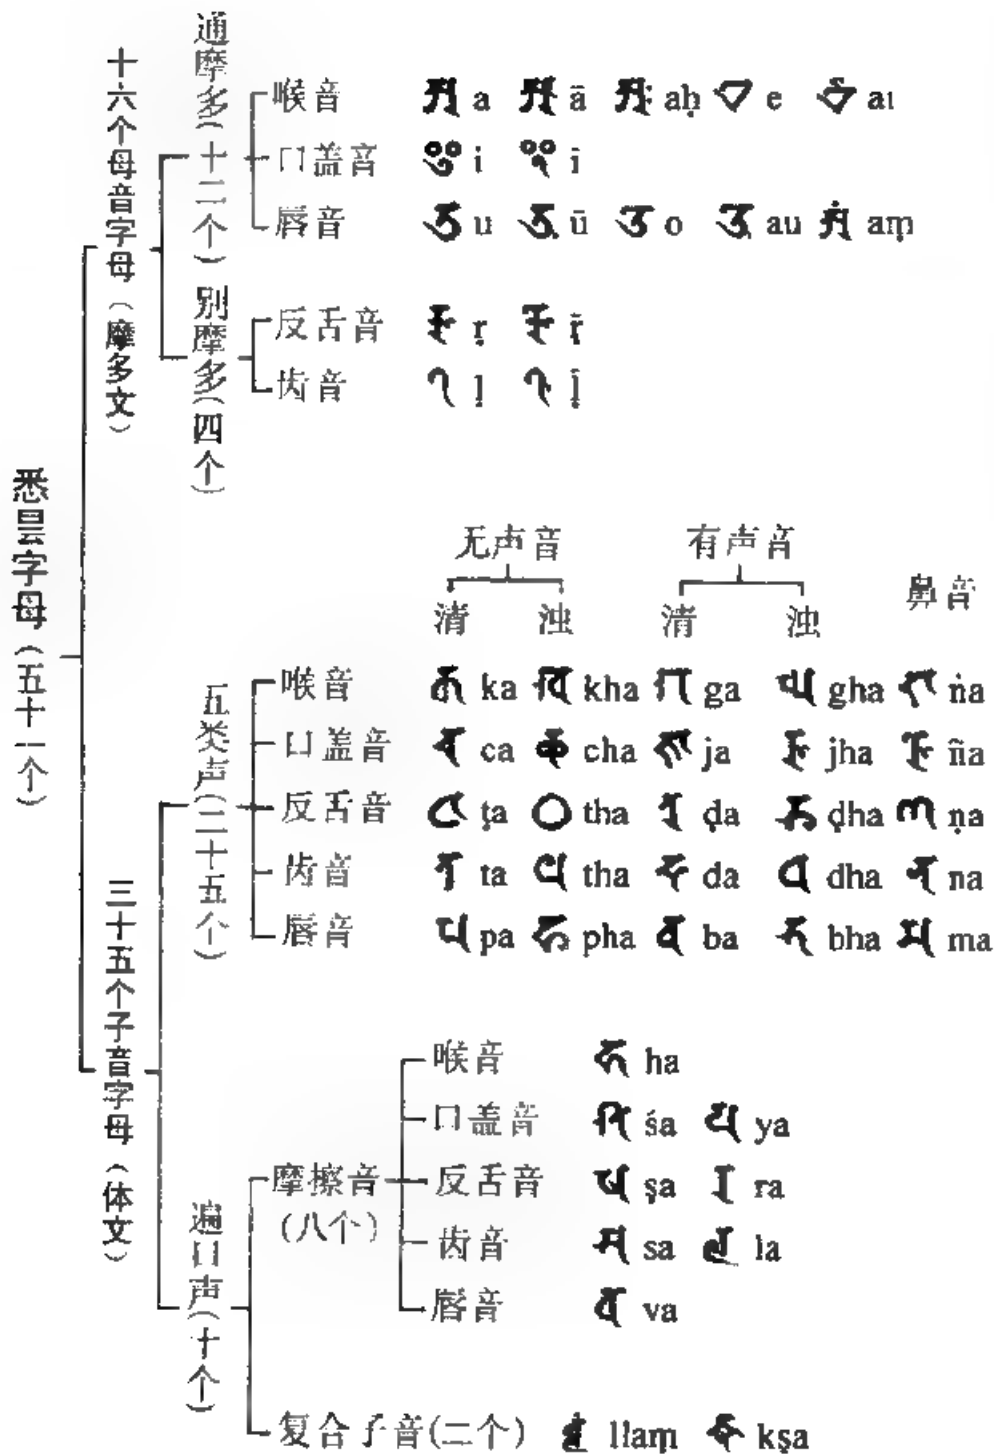 悉昙字母(五十一个)
十六个母音字母(摩多文)
通摩多(十二个)
喉音 𑖀 a 𑖁 ā 𑖀𑖾 aḥ 𑖊 e 𑖋 ai
口盖音 𑖂 i 𑖃 ī
唇音 𑖄 u 𑖅 ū 𑖌 o 𑖍 au 𑖀𑖽 aṃ
别摩多(四个)
反舌音 𑖆 ṛ 𑖇 ṝ
齿音 𑖈 ḷ 𑖉 ḹ
三十五个子音字母(体文)
无声音 有声音 鼻音
清 浊 清 浊
五类声(二十五个)
喉音 𑖎 ka 𑖏 kha 𑖐 ga 𑖑 gha 𑖒 ṅa
口盖音 𑖓 ca 𑖔 cha 𑖕 ja 𑖖 jha 𑖗 ña
反舌音 𑖘 ṭa 𑖙 tha 𑖚 ḍa 𑖛 ḍha 𑖜 ṇa
齿音 𑖝 ta 𑖞 tha 𑖟 da 𑖠 dha 𑖡 na
唇音 𑖢 pa 𑖣 pha 𑖤 ba 𑖥 bha 𑖦 ma
遍口声(十个)
摩擦音
(八个)
喉音 𑖮 ha
口盖音 𑖫 śa 𑖧 ya
反舌音 𑖬 ṣa 𑖨 ra
齿音 𑖭 sa 𑖩 la
唇音 𑖪 va
复合子音(二个) llaṃ 𑖎𑖿𑖬 kṣa